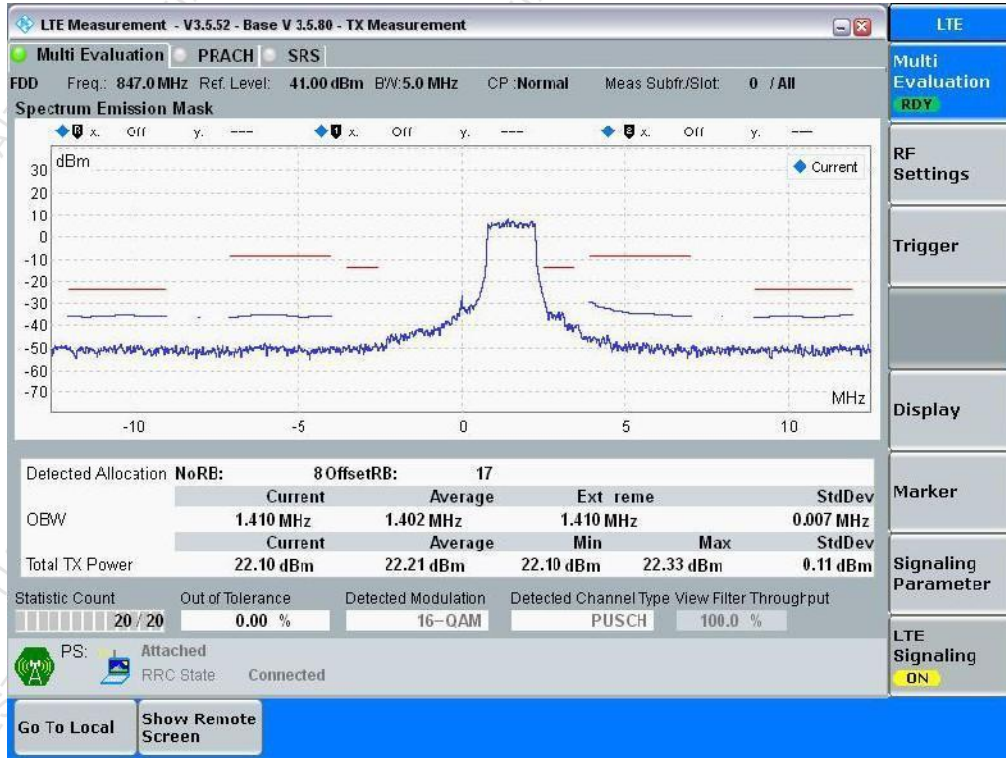 LTE Measurement - V3.5.52 - Base V 3.5.80 - TX Measurement
LTE
Multi Evaluation PRACH SRS
FDD Freq.: 847.0 MHz Ref. Level: 41.00 dBm BW:5.0 MHz CP :Normal Meas Subfr./Slot: 0 / All
Spectrum Emission Mask
R x. Off y. --- 1 x. Off y. --- 2 x. Off y. ---
dBm
Current
30
20
10
0
-10
-20
-30
-40
-50
-60
-70
MHz
-10 -5 0 5 10
Detected Allocation NoRB: 8 OffsetRB: 17
Current Average Ext reme StdDev
OBW 1.410 MHz 1.402 MHz 1.410 MHz 0.007 MHz
Current Average Min Max StdDev
Total TX Power 22.10 dBm 22.21 dBm 22.10 dBm 22.33 dBm 0.11 dBm
Statistic Count Out of Tolerance Detected Modulation Detected Channel Type View Filter Throughput
20 / 20 0.00 % 16-QAM PUSCH 100.0 %
PS: Attached
RRC State Connected
Go To Local
Show Remote
Screen
Multi
Evaluation
RDY
RF
Settings
Trigger
Display
Marker
Signaling
Parameter
LTE
Signaling
ON